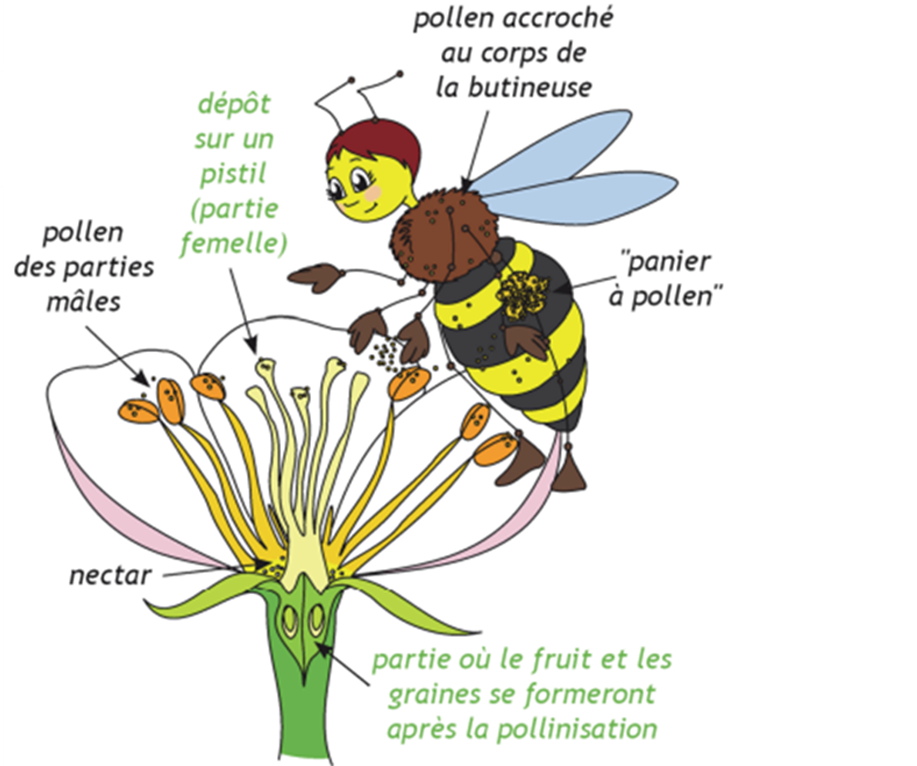 pollen accroché
au corps de
la butineuse
dépôt
sur un
pistil
(partie
femelle)
pollen
des parties
mâles
"panier
à pollen"
nectar
partie où le fruit et les
graines se formeront
après la pollinisation